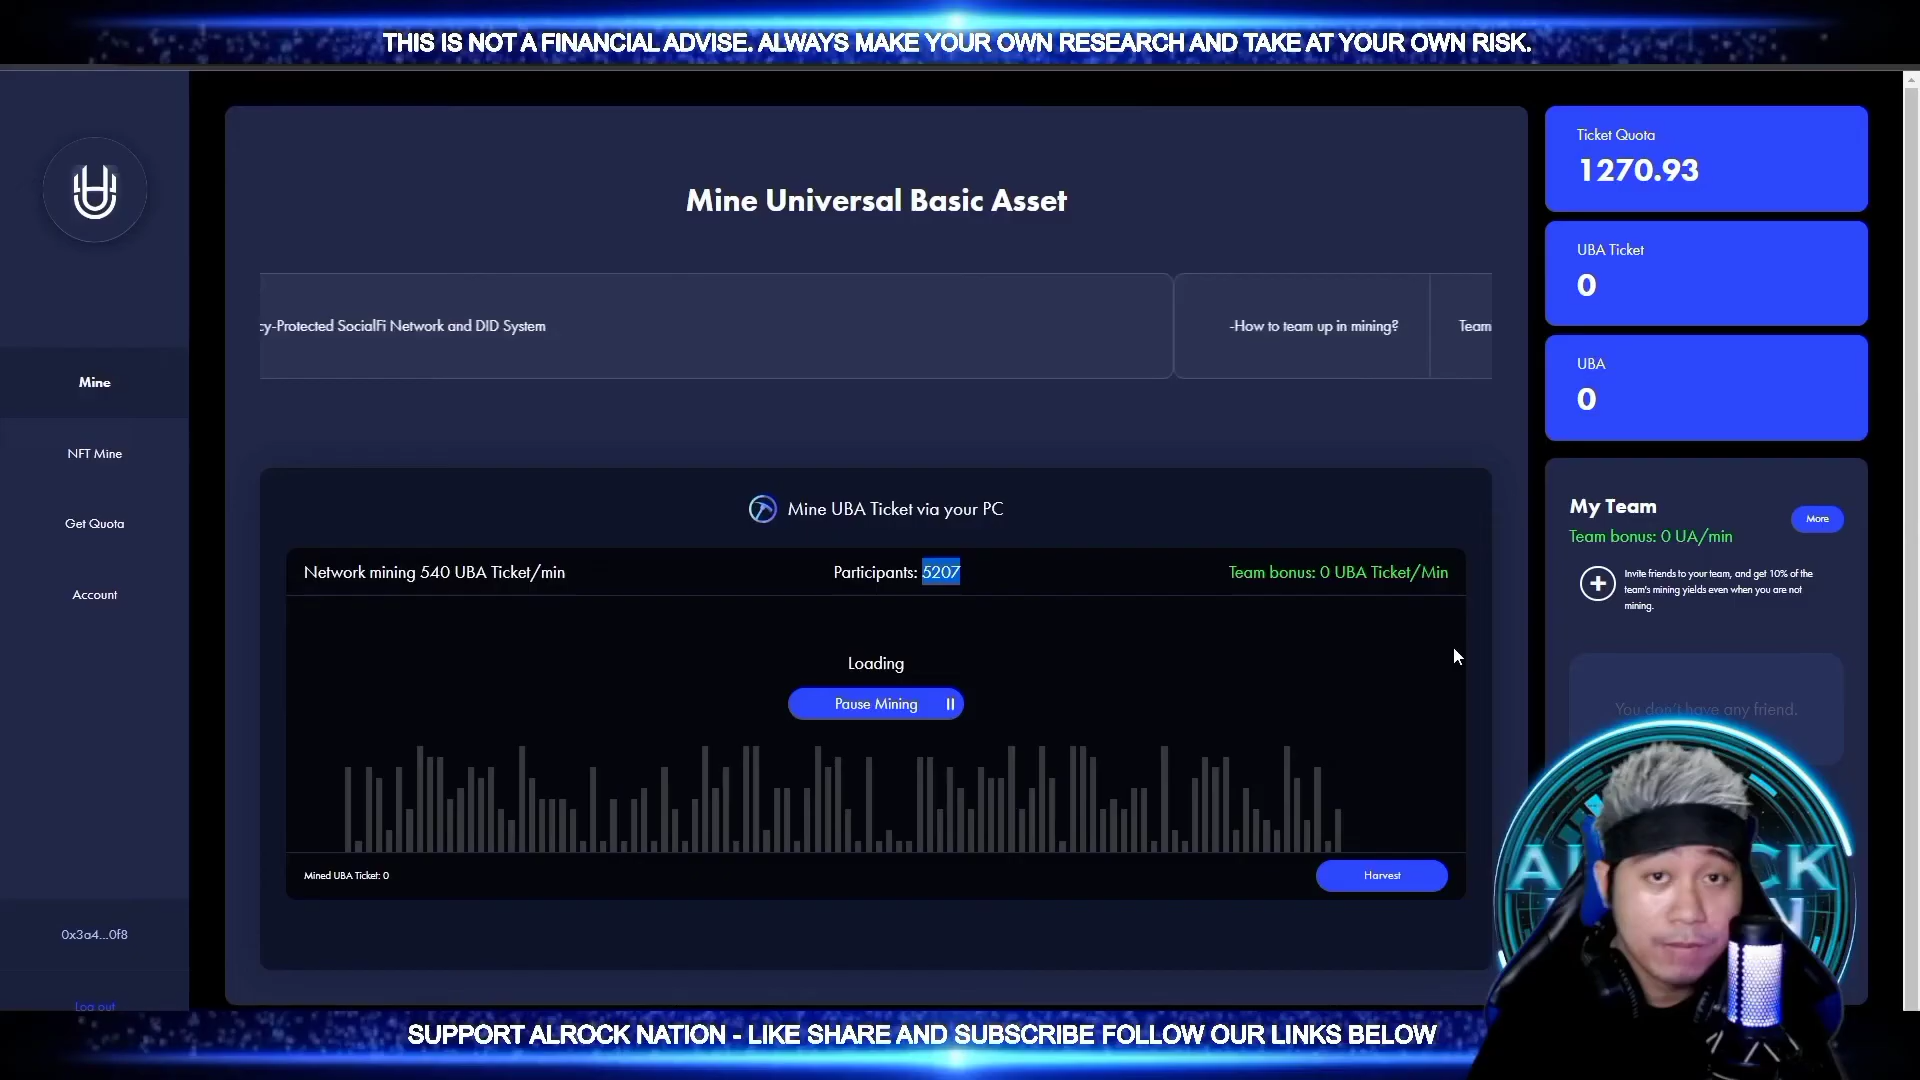 THIS IS NOT A FINANCIAL ADVISE. ALWAYS MAKE YOUR OWN RESEARCH AND TAKE AT YOUR OWN RISK.
Mine
NFT Mine
Get Quota
Account
0x3a4...0f8
Log out
Mine Universal Basic Asset
cy-Protected SocialFi Network and DID System
-How to team up in mining?
Team
Mine UBA Ticket via your PC
Network mining 540 UBA Ticket/min
Participants: 5207
Team bonus: 0 UBA Ticket/Min
Loading
Pause Mining
Mined UBA Ticket: 0
Harvest
Ticket Quota
1270.93
UBA Ticket
0
UBA
0
My Team
More
Team bonus: 0 UA/min
Invite friends to your team, and get 10% of the
team's mining yields even when you are not
mining.
You don't have any friend.
SUPPORT ALROCK NATION - LIKE SHARE AND SUBSCRIBE FOLLOW OUR LINKS BELOW